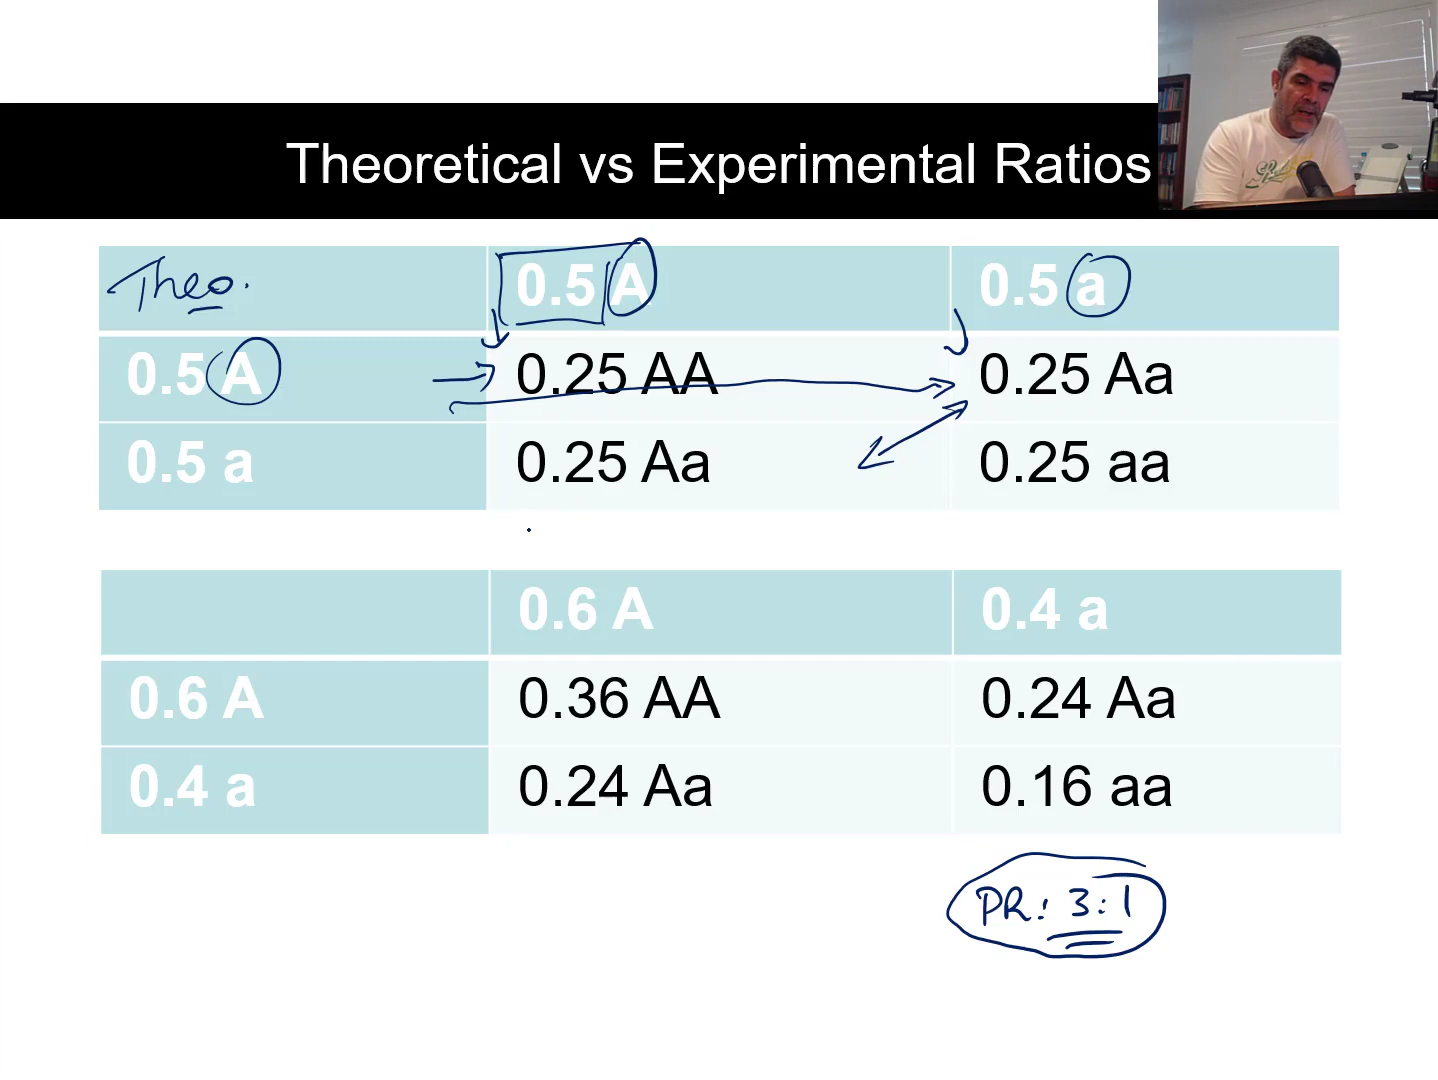 Theoretical vs Experimental Ratios
Theo. 0.5 A 0.5 a
0.5 A 0.25 AA 0.25 Aa
0.5 a 0.25 Aa 0.25 aa
0.6 A 0.4 a
0.6 A 0.36 AA 0.24 Aa
0.4 a 0.24 Aa 0.16 aa
PR: 3:1